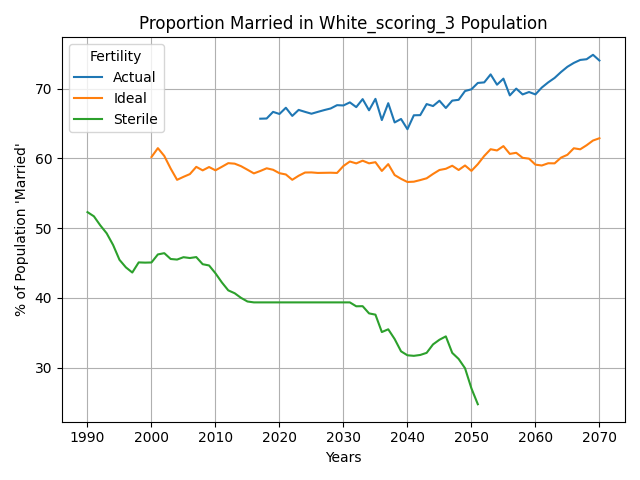 Proportion Married in White_scoring_3 Population
% of Population 'Married'
70
60
50
40
30
Fertility
Actual
Ideal
Sterile
1990 2000 2010 2020 2030 2040 2050 2060 2070
Years